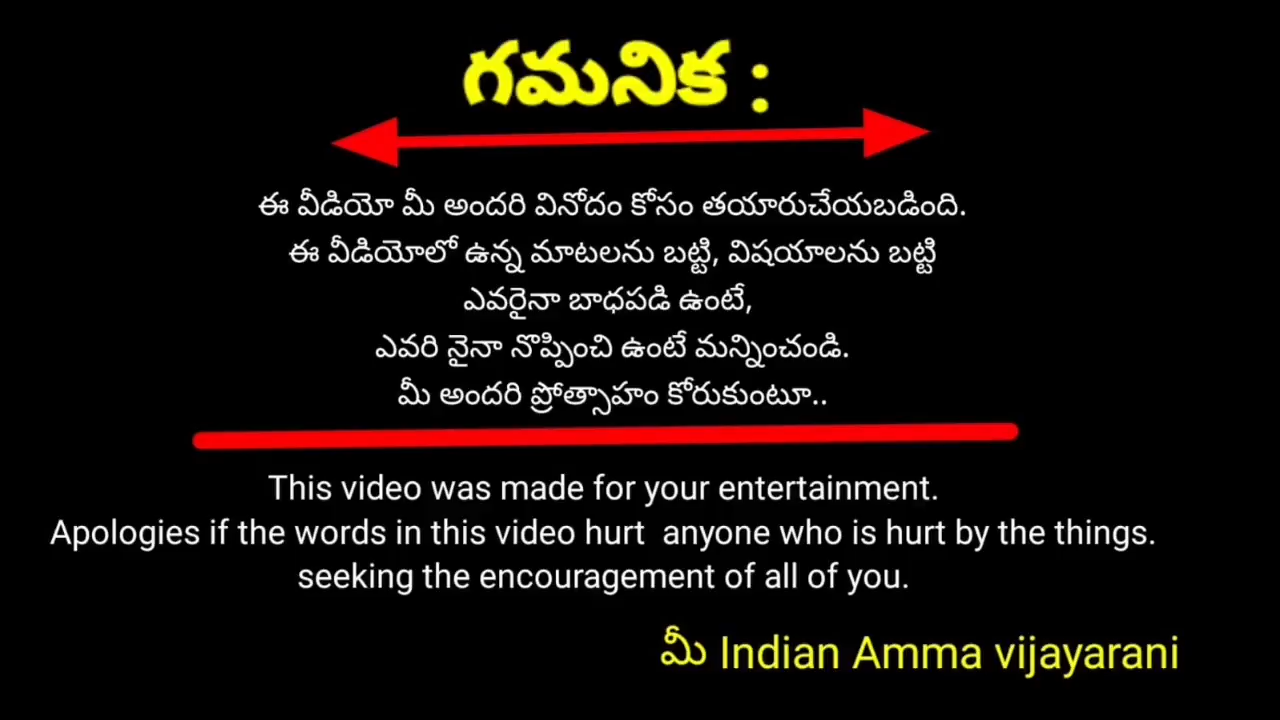 గమనిక :
ఈ వీడియో మీ అందరి వినోదం కోసం తయారుచేయబడింది.
ఈ వీడియోలో ఉన్న మాటలను బట్టి, విషయాలను బట్టి
ఎవరైనా బాధపడి ఉంటే,
ఎవరి నైనా నొప్పించి ఉంటే మన్నించండి.
మీ అందరి ప్రోత్సాహం కోరుకుంటూ..
This video was made for your entertainment.
Apologies if the words in this video hurt  anyone who is hurt by the things.
seeking the encouragement of all of you.
మీ Indian Amma vijayarani